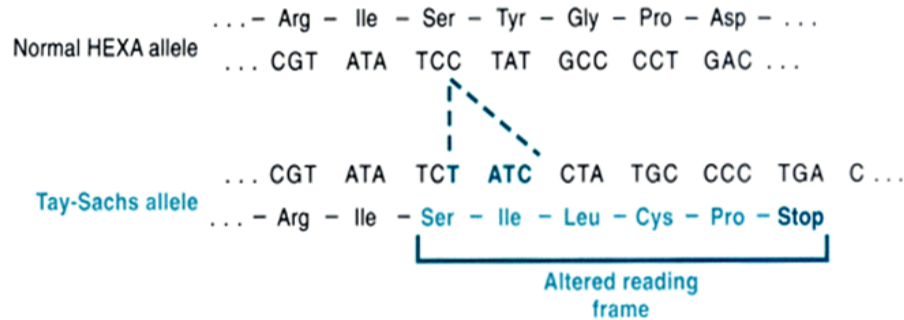 ... – Arg – Ile – Ser – Tyr – Gly – Pro – Asp – ...
Normal HEXA allele
... CGT ATA TCC TAT GCC CCT GAC ...
... CGT ATA TCT ATC CTA TGC CCC TGA C ...
Tay-Sachs allele
... – Arg – Ile – Ser – Ile – Leu – Cys – Pro – Stop
Altered reading
frame